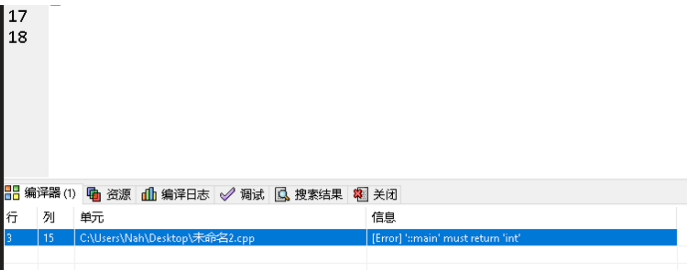 17
18
编译器 (1) 资源 编译日志 调试 搜索结果 关闭
行 列 单元 信息
3 15 C:\Users\Nah\Desktop\未命名2.cpp [Error] '::main' must return 'int'